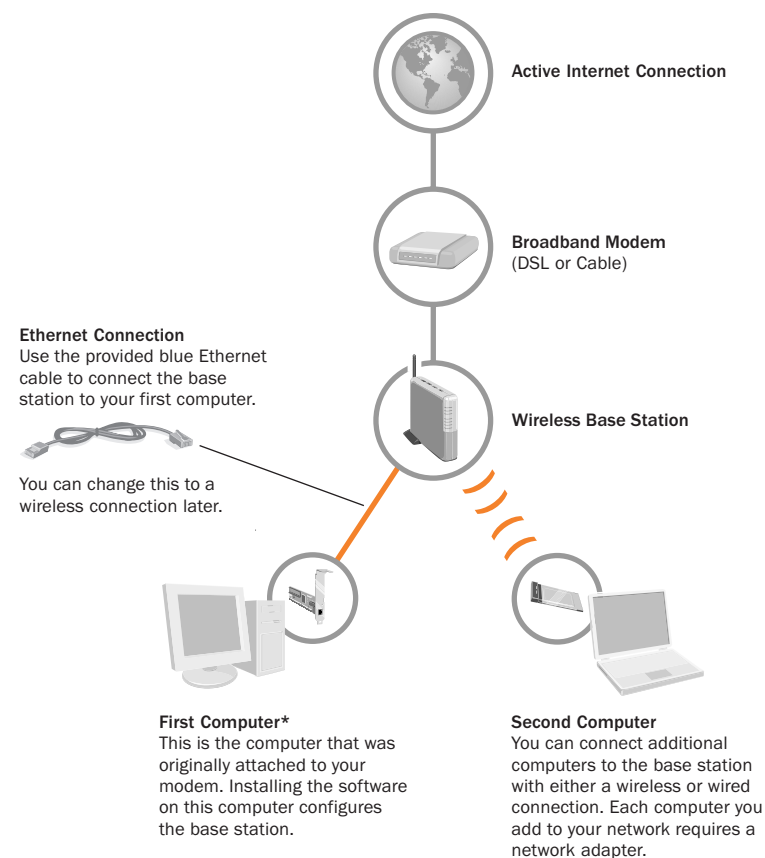 Active Internet Connection
Broadband Modem
(DSL or Cable)
Ethernet Connection
Use the provided blue Ethernet
cable to connect the base
station to your first computer.
You can change this to a
wireless connection later.
Wireless Base Station
First Computer*
This is the computer that was
originally attached to your
modem. Installing the software
on this computer configures
the base station.
Second Computer
You can connect additional
computers to the base station
with either a wireless or wired
connection. Each computer you
add to your network requires a
network adapter.